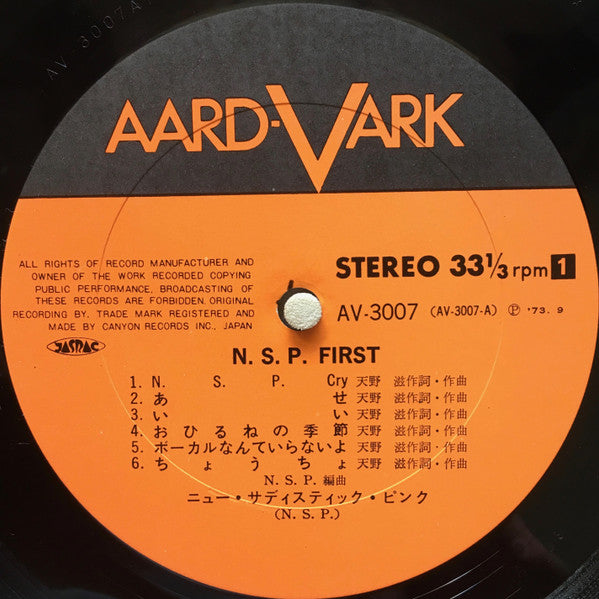 AV-3007A
AARD-VARK
ALL RIGHTS OF RECORD MANUFACTURER AND
OWNER OF THE WORK RECORDED COPYING
PUBLIC PERFORMANCE, BROADCASTING OF
THESE RECORDS ARE FORBIDDEN. ORIGINAL
RECORDING BY. TRADE MARK REGISTERED AND
MADE BY CANYON RECORDS INC., JAPAN
JASRAC
STEREO 33⅓ rpm 1
AV-3007 (AV-3007-A) Ⓟ '73. 9
N. S. P. FIRST
1. N. S. P. Cry 天野 滋作詞・作曲
2. あせ 天野 滋作詞・作曲
3. いい 天野 滋作詞・作曲
4. おひるねの季節 天野 滋作詞・作曲
5. ボーカルなんていらないよ 天野 滋作詞・作曲
6. ちょうちょ 天野 滋作詞・作曲
N. S. P. 編曲
ニュー・サディスティック・ピンク
(N. S. P.)